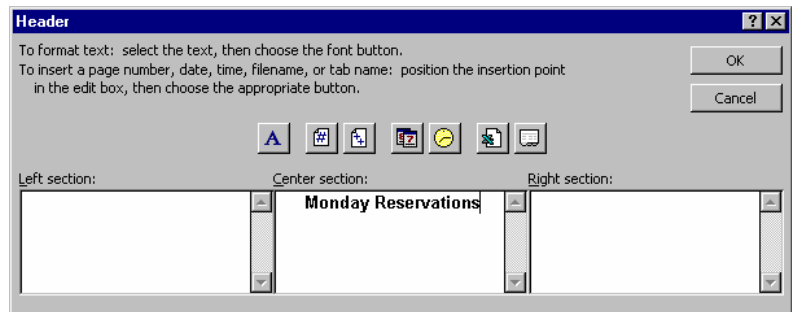 Header
To format text: select the text, then choose the font button.
To insert a page number, date, time, filename, or tab name: position the insertion point
in the edit box, then choose the appropriate button.
OK
Cancel
A
Left section:
Center section:
Right section:
Monday Reservations